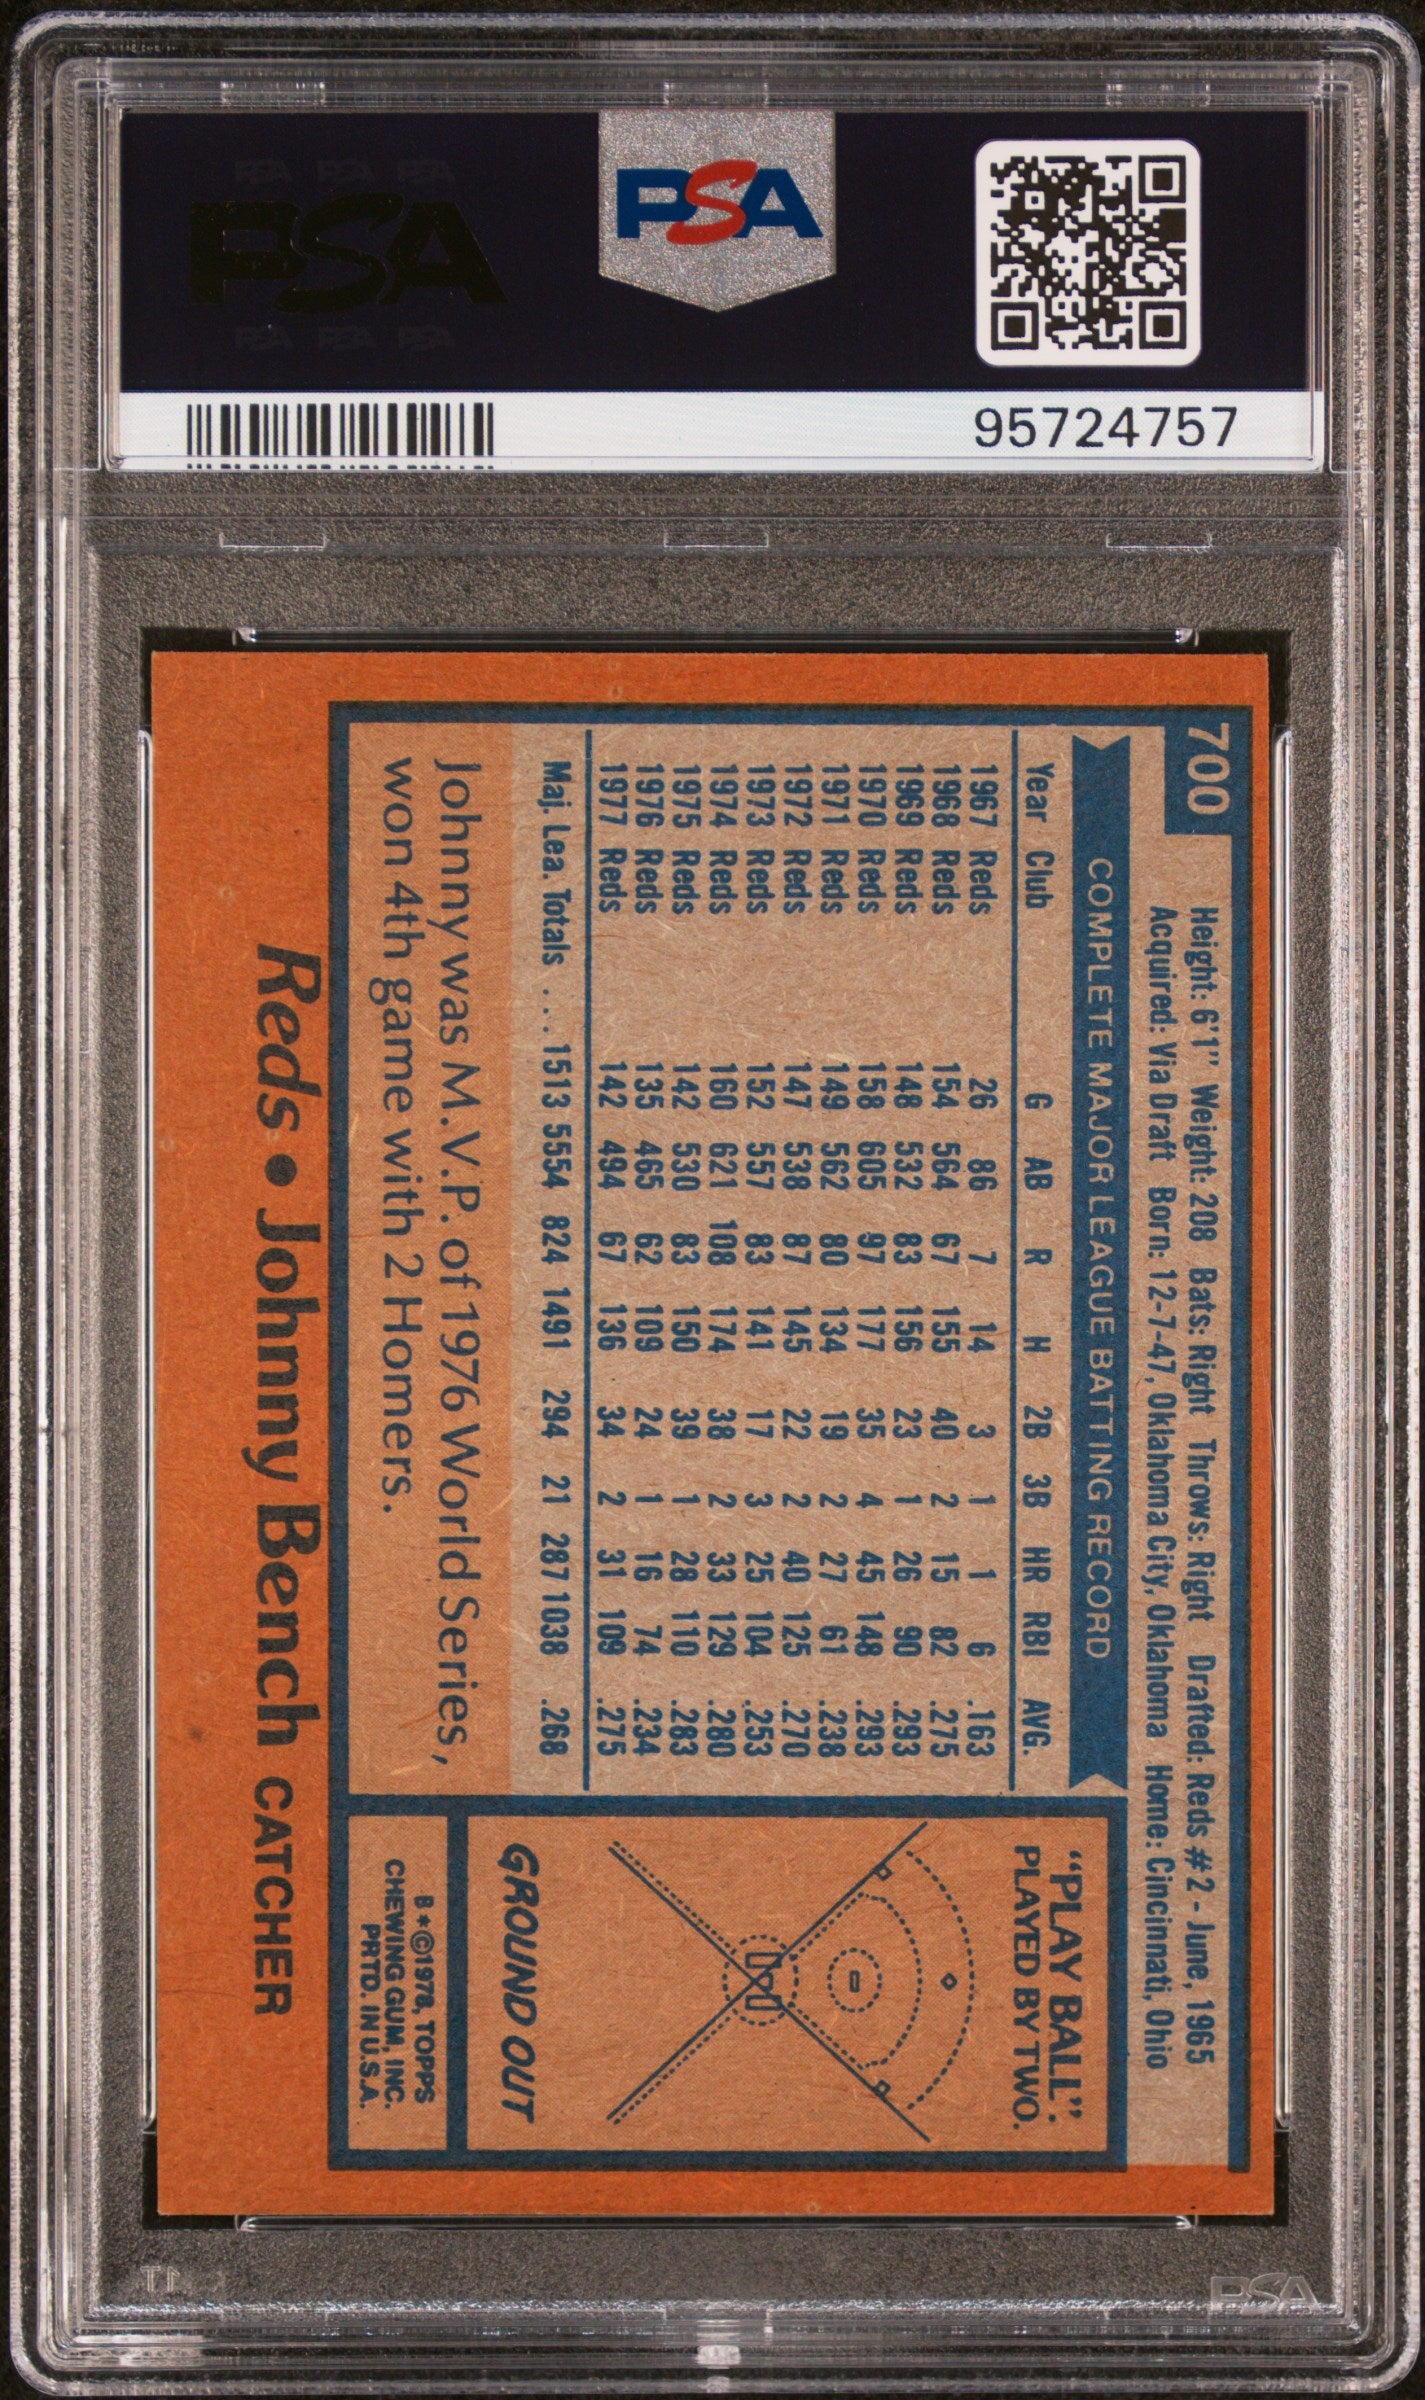 PSA PSA PSA
PSA
PSA PSA PSA
PSA
95724757
700
Height: 6'1" Weight: 208 Bats: Right Throws: Right Drafted: Reds #2 - June, 1965
Acquired: Via Draft Born: 12-7-47, Oklahoma City, Oklahoma Home: Cincinnati, Ohio
COMPLETE MAJOR LEAGUE BATTING RECORD
Year Club G AB R H 2B 3B HR RBI AVG.
1967 Reds 26 86 7 14 3 1 1 6 .163
1968 Reds 154 564 67 155 40 2 15 82 .275
1969 Reds 148 532 83 156 23 1 26 90 .293
1970 Reds 158 605 97 177 35 4 45 148 .293
1971 Reds 149 562 80 134 19 2 27 61 .238
1972 Reds 147 538 87 145 22 2 40 125 .270
1973 Reds 152 557 83 141 17 3 25 104 .253
1974 Reds 160 621 108 174 38 2 33 129 .280
1975 Reds 142 530 83 150 39 1 28 110 .283
1976 Reds 135 465 62 109 24 1 16 74 .234
1977 Reds 142 494 67 136 34 2 31 109 .275
Maj. Lea. Totals .... 1513 5554 824 1491 294 21 287 1038 .268
Johnny was M.V.P. of 1976 World Series,
won 4th game with 2 Homers.
"PLAY BALL":
PLAYED BY TWO.
GROUND OUT
B*©1978, TOPPS
CHEWING GUM, INC.
PRTD. IN U.S.A.
Reds • Johnny Bench CATCHER
PSA